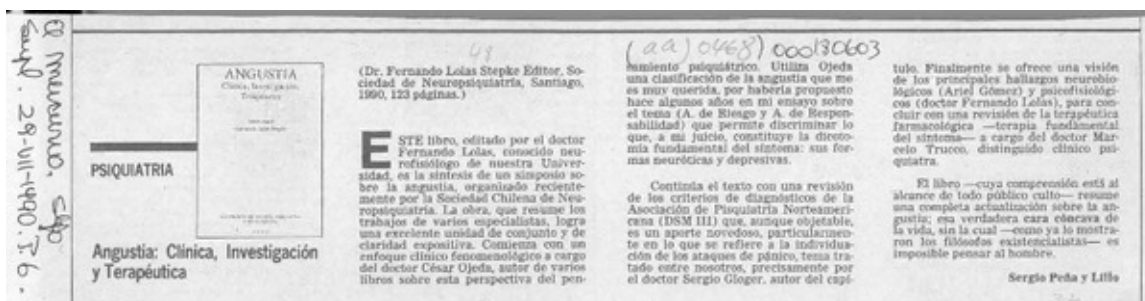 El Mercurio, Stgo
Supl. 29-VII-1990. P. 6.-
ANGUSTIA
Clínica, Investigación,
Terapéutica
PSIQUIATRIA
Angustia: Clínica, Investigación
y Terapéutica
48
(Dr. Fernando Lolas Stepke Editor, So-
ciedad de Neuropsiquiatría, Santiago,
1990, 123 páginas.)
ESTE libro, editado por el doctor
Fernando Lolas, conocido neu-
rofisiólogo de nuestra Univer-
sidad, es la síntesis de un simposio so-
bre la angustia, organizado reciente-
mente por la Sociedad Chilena de Neu-
ropsiquiatría. La obra, que resume los
trabajos de varios especialistas, logra
una excelente unidad de conjunto y de
claridad expositiva. Comienza con un
enfoque clínico fenomenológico a cargo
del doctor César Ojeda, autor de varios
libros sobre esta perspectiva del pen-
(aa) 0468) 000130603
samiento psiquiátrico. Utiliza Ojeda
una clasificación de la angustia que me
es muy querida, por haberla propuesto
hace algunos años en mi ensayo sobre
el tema (A. de Riesgo y A. de Respon-
sabilidad) que permite discriminar lo
que, a mi juicio, constituye la dicoto-
mía fundamental del síntoma: sus for-
mas neuróticas y depresivas.
Continúa el texto con una revisión
de los criterios de diagnósticos de la
Asociación de Psiquiatría Norteameri-
cana (DSM III) que, aunque objetable,
es un aporte novedoso, particularmen-
te en lo que se refiere a la individua-
ción de los ataques de pánico, tema tra-
tado entre nosotros, precisamente por
el doctor Sergio Gloger, autor del capí-
tulo. Finalmente se ofrece una visión
de los principales hallazgos neurobio-
lógicos (Ariel Gómez) y psicofisiológi-
cos (doctor Fernando Lolas), para con-
cluir con una revisión de la terapéutica
farmacológica —terapia fundamental
del síntoma— a cargo del doctor Mar-
celo Trucco, distinguido clínico psi-
quiatra.
El libro —cuya comprensión está al
alcance de todo público culto— resume
una completa actualización sobre la an-
gustia; esa verdadera cara cóncava de
la vida, sin la cual —como ya lo mostra-
ron los filósofos existencialistas— es
imposible pensar al hombre.
Sergio Peña y Lillo